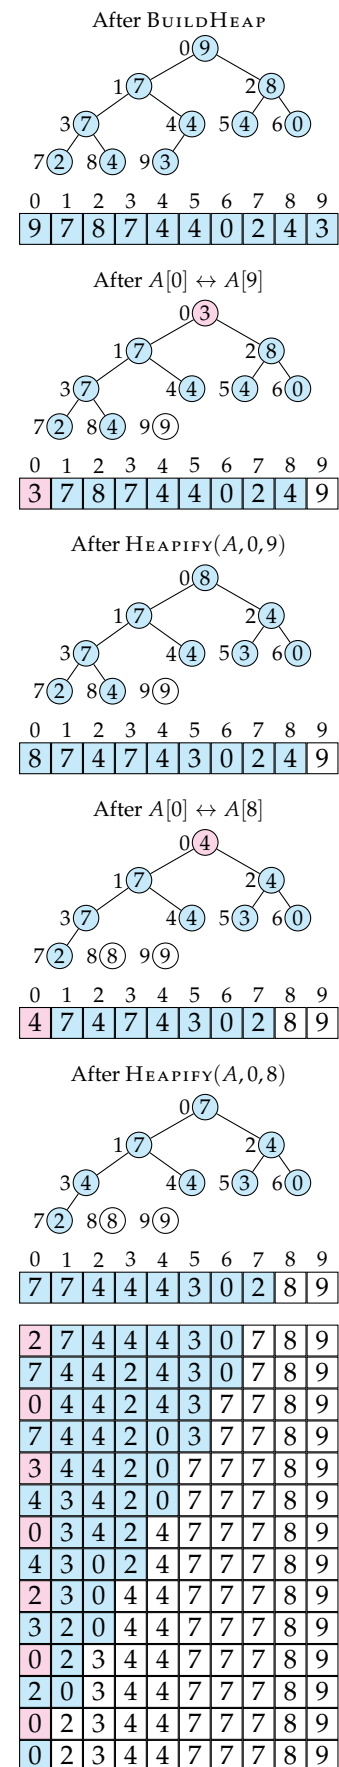 After BUILDHEAP
0 9
1 7 2 8
3 7 4 4 5 4 6 0
7 2 8 4 9 3
0 1 2 3 4 5 6 7 8 9
9 7 8 7 4 4 0 2 4 3
After A[0] ↔ A[9]
0 3
1 7 2 8
3 7 4 4 5 4 6 0
7 2 8 4 9 9
0 1 2 3 4 5 6 7 8 9
3 7 8 7 4 4 0 2 4 9
After HEAPIFY(A, 0, 9)
0 8
1 7 2 4
3 7 4 4 5 3 6 0
7 2 8 4 9 9
0 1 2 3 4 5 6 7 8 9
8 7 4 7 4 3 0 2 4 9
After A[0] ↔ A[8]
0 4
1 7 2 4
3 7 4 4 5 3 6 0
7 2 8 8 9 9
0 1 2 3 4 5 6 7 8 9
4 7 4 7 4 3 0 2 8 9
After HEAPIFY(A, 0, 8)
0 7
1 7 2 4
3 4 4 4 5 3 6 0
7 2 8 8 9 9
0 1 2 3 4 5 6 7 8 9
7 7 4 4 4 3 0 2 8 9
2 7 4 4 4 3 0 7 8 9
7 4 4 2 4 3 0 7 8 9
0 4 4 2 4 3 7 7 8 9
7 4 4 2 0 3 7 7 8 9
3 4 4 2 0 7 7 7 8 9
4 3 4 2 0 7 7 7 8 9
0 3 4 2 4 7 7 7 8 9
4 3 0 2 4 7 7 7 8 9
2 3 0 4 4 7 7 7 8 9
3 2 0 4 4 7 7 7 8 9
0 2 3 4 4 7 7 7 8 9
2 0 3 4 4 7 7 7 8 9
0 2 3 4 4 7 7 7 8 9
0 2 3 4 4 7 7 7 8 9